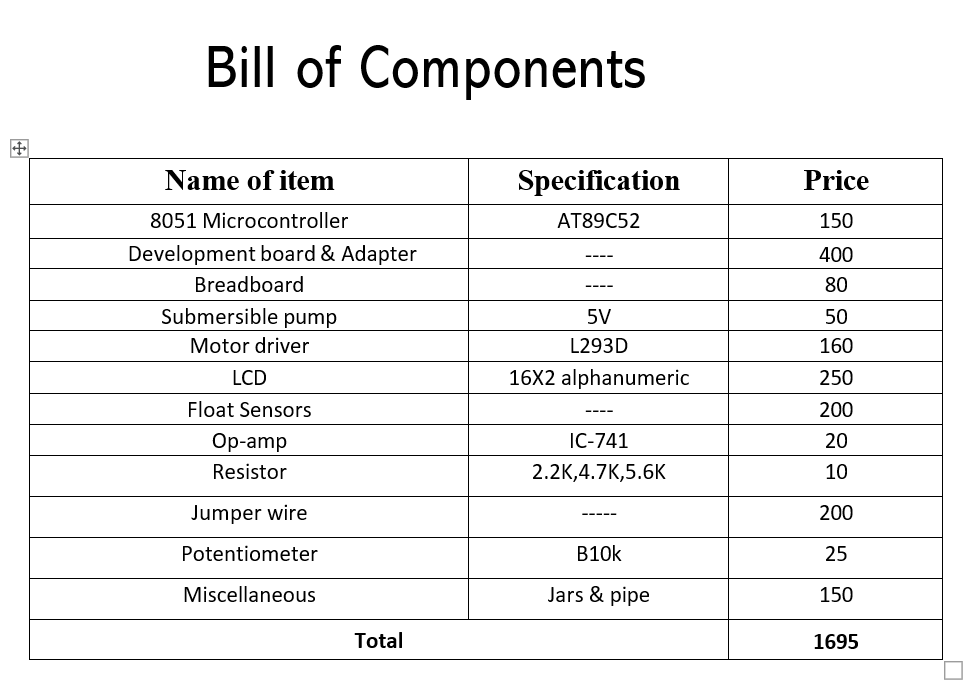 Bill of Components
Name of item Specification Price
8051 Microcontroller AT89C52 150
Development board & Adapter ---- 400
Breadboard ---- 80
Submersible pump 5V 50
Motor driver L293D 160
LCD 16X2 alphanumeric 250
Float Sensors ---- 200
Op-amp IC-741 20
Resistor 2.2K,4.7K,5.6K 10
Jumper wire ----- 200
Potentiometer B10k 25
Miscellaneous Jars & pipe 150
Total 1695